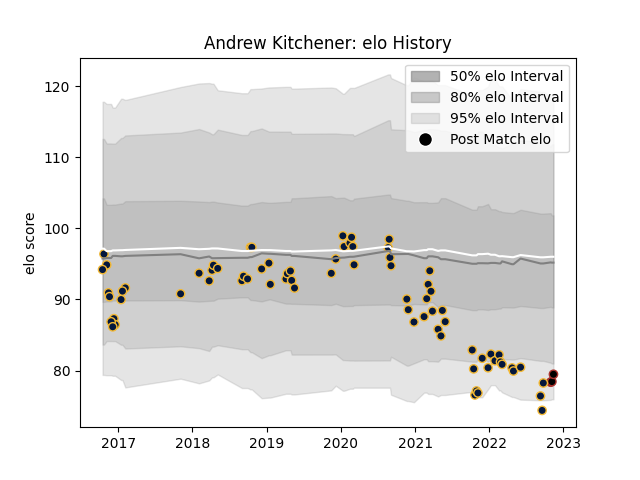 Andrew Kitchener: elo History
50% elo Interval
80% elo Interval
95% elo Interval
Post Match elo
elo score
120
110
100
90
80
2017 2018 2019 2020 2021 2022 2023